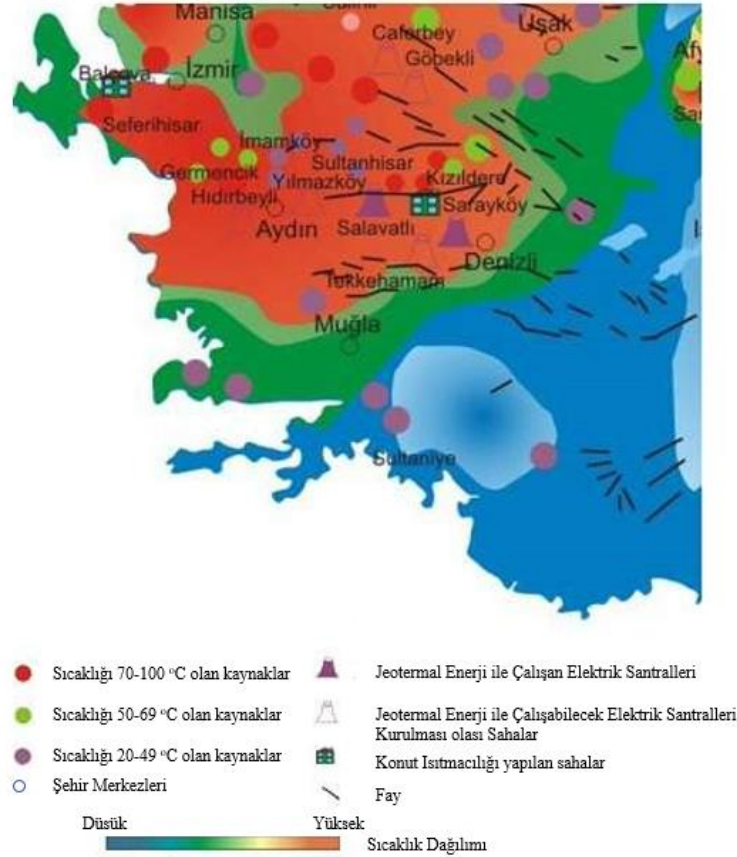 Manisa
Uşak
Caferbey
Göbekli
Balçova
İzmir
Seferihisar
İmamköy
Sultanhisar
Germencik
Yılmazköy
Kızıldere
Hıdırbeyli
Sarayköy
Aydın
Salavatlı
Denizli
Tekkehamam
Muğla
Sultaniye
Sıcaklığı 70-100 °C olan kaynaklar
Jeotermal Enerji ile Çalışan Elektrik Santralleri
Sıcaklığı 50-69 °C olan kaynaklar
Jeotermal Enerji ile Çalışabilecek Elektrik Santralleri
Kurulması olası Sahalar
Sıcaklığı 20-49 °C olan kaynaklar
Konut Isıtmacılığı yapılan sahalar
Şehir Merkezleri
Fay
Düsük
Yüksek
Sıcaklık Dağılımı